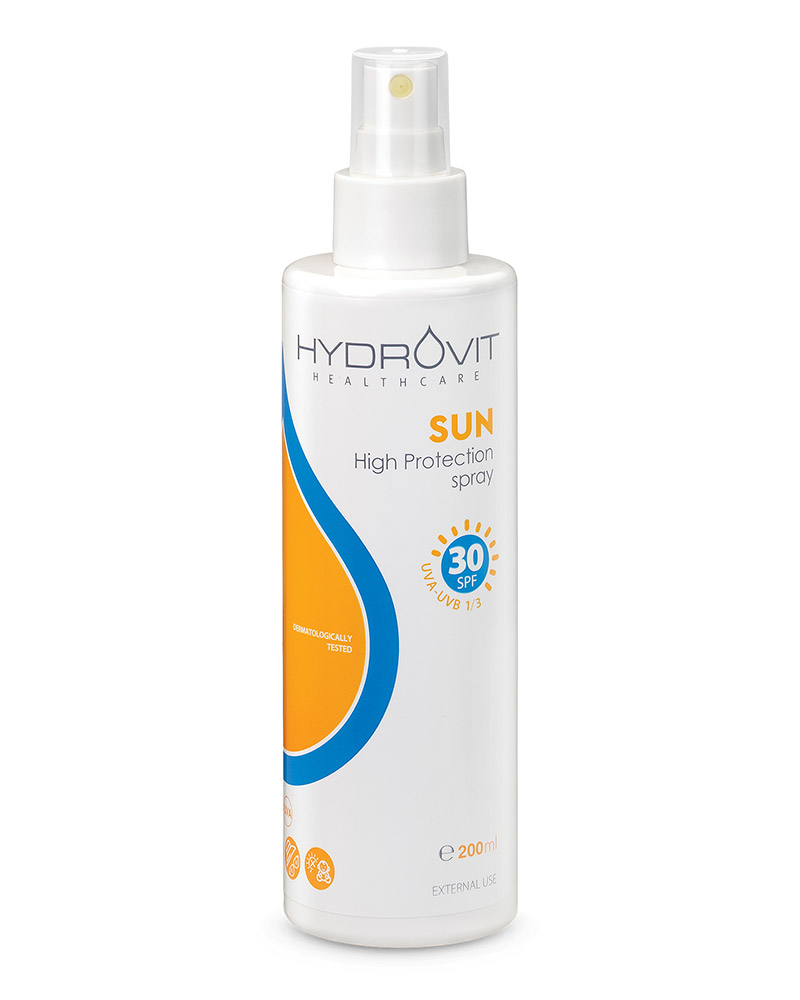 HYDROVIT
HEALTHCARE
SUN
High Protection
spray
30
SPF
UVA-UVB 1/3
DERMATOLOGICALLY
TESTED
℮ 200ml
EXTERNAL USE